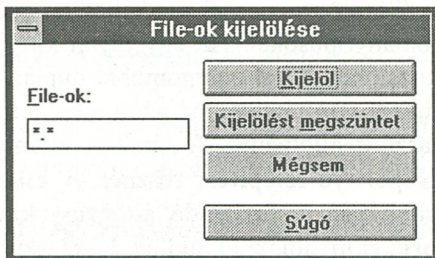 File-ok kijelölése
File-ok:
*.*
Kijelöl
Kijelölést megszüntet
Mégsem
Súgó